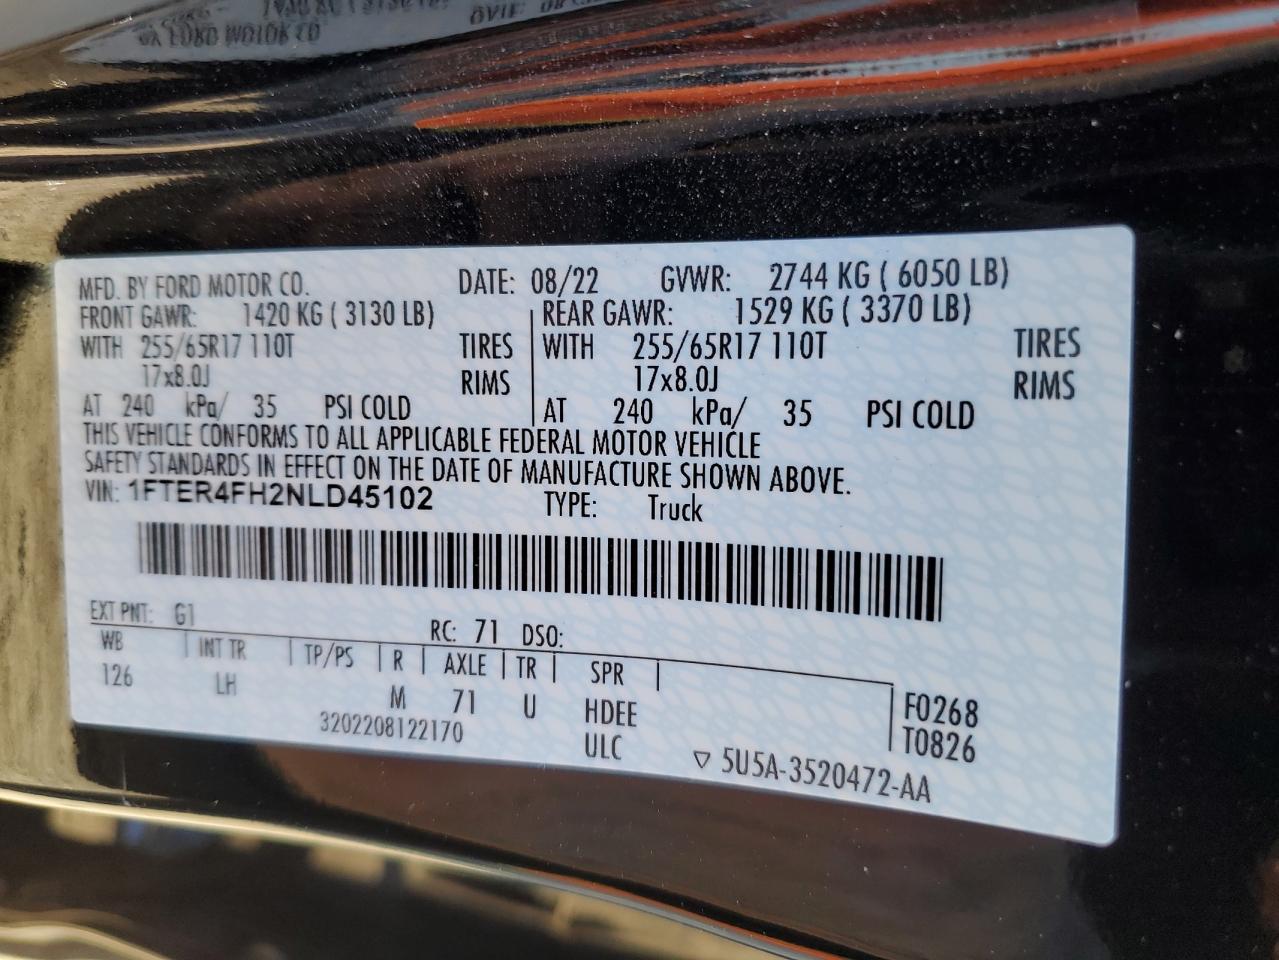 MFD. BY FORD MOTOR CO. DATE: 08/22 GVWR: 2744 KG ( 6050 LB)
FRONT GAWR: 1420 KG ( 3130 LB) REAR GAWR: 1529 KG ( 3370 LB)
WITH 255/65R17 110T TIRES WITH 255/65R17 110T TIRES
17x8.0J RIMS 17x8.0J RIMS
AT 240 kPa/ 35 PSI COLD AT 240 kPa/ 35 PSI COLD
THIS VEHICLE CONFORMS TO ALL APPLICABLE FEDERAL MOTOR VEHICLE
SAFETY STANDARDS IN EFFECT ON THE DATE OF MANUFACTURE SHOWN ABOVE.
VIN: 1FTER4FH2NLD45102 TYPE: Truck
EXT PNT: G1 RC: 71 DSO:
WB INT TR TP/PS R AXLE TR SPR
126 LH M 71 U HDEE F0268
3202208122170 ULC T0826
▽ 5U5A-3520472-AA